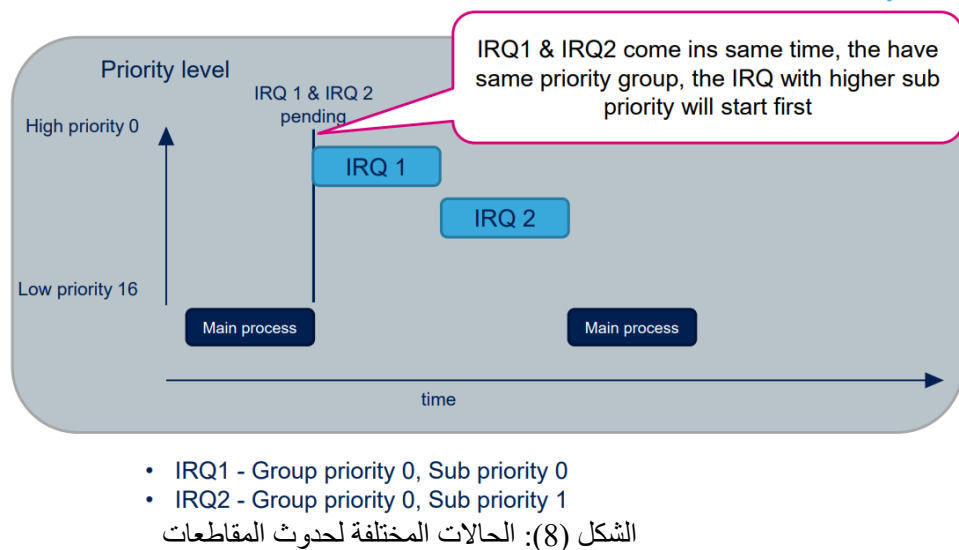 IRQ1 & IRQ2 come ins same time, the have
same priority group, the IRQ with higher sub
priority will start first
Priority level
IRQ 1 & IRQ 2
pending
High priority 0
IRQ 1
IRQ 2
Low priority 16
Main process
Main process
time
• IRQ1 - Group priority 0, Sub priority 0
• IRQ2 - Group priority 0, Sub priority 1
الشكل (8): الحالات المختلفة لحدوث المقاطعات